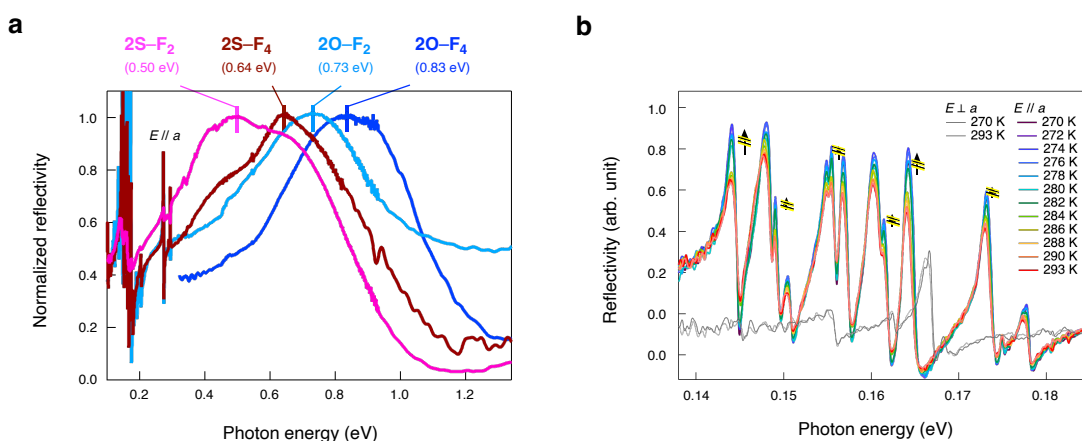 a
2S–F2
2S–F4
2O–F2
2O–F4
(0.50 eV)
(0.64 eV)
(0.73 eV)
(0.83 eV)
E // a
Normalized reflectivity
1.0
0.8
0.6
0.4
0.2
0.0
0.2
0.4
0.6
0.8
1.0
1.2
Photon energy (eV)
b
E ⊥ a
270 K
293 K
E // a
270 K
272 K
274 K
276 K
278 K
280 K
282 K
284 K
286 K
288 K
290 K
293 K
Reflectivity (arb. unit)
1.0
0.8
0.6
0.4
0.2
0.0
0.0
0.14
0.15
0.16
0.17
0.18
Photon energy (eV)